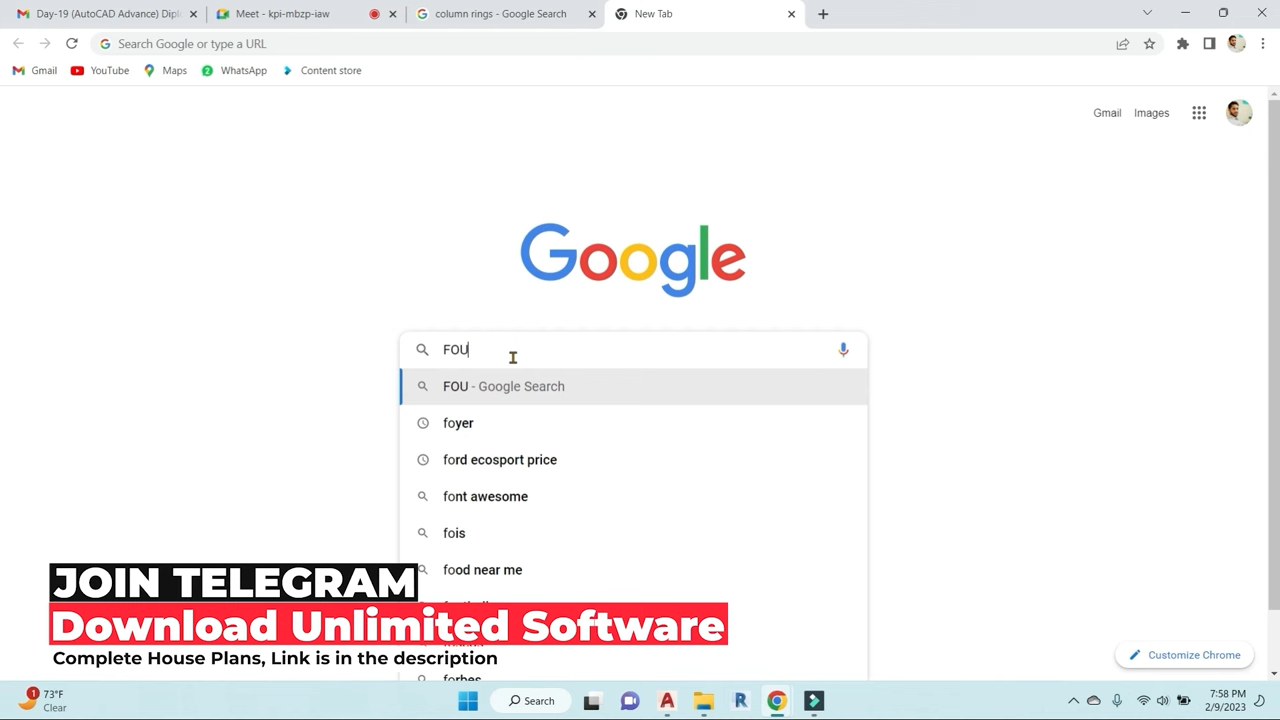 Day-19 (AutoCAD Advance) Dipl
Meet - kpi-mbzp-iaw
column rings - Google Search
New Tab
Search Google or type a URL
Gmail
YouTube
Maps
WhatsApp
Content store
Gmail
Images
Google
FOU
FOU - Google Search
foyer
ford ecosport price
font awesome
fois
food near me
forbes
JOIN TELEGRAM
Download Unlimited Software
Complete House Plans, Link is in the description
Customize Chrome
1
73°F
Clear
Search
7:58 PM
2/9/2023